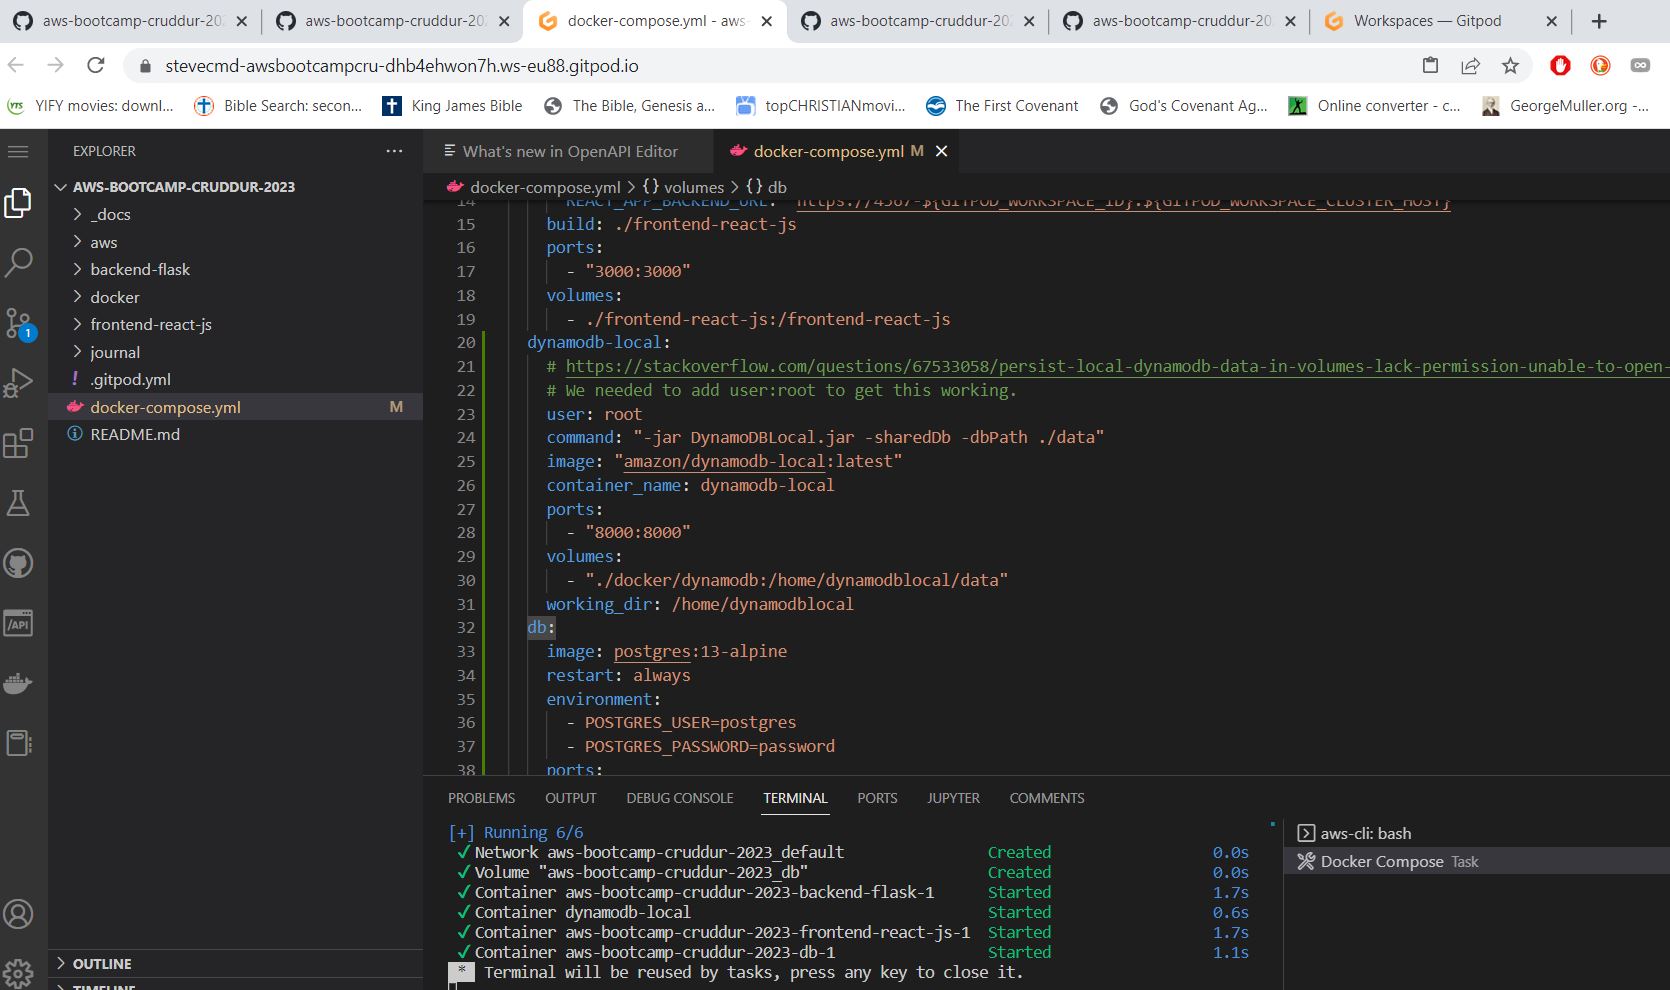 aws-bootcamp-cruddur-202
aws-bootcamp-cruddur-202
docker-compose.yml - aws-
aws-bootcamp-cruddur-202
aws-bootcamp-cruddur-202
Workspaces — Gitpod
stevecmd-awsbootcampcru-dhb4ehwon7h.ws-eu88.gitpod.io
YTS
YIFY movies: downl...
Bible Search: secon...
King James Bible
The Bible, Genesis a...
topCHRISTIANmovi...
The First Covenant
God's Covenant Ag...
Online converter - c...
GeorgeMuller.org -...
EXPLORER
AWS-BOOTCAMP-CRUDDUR-2023
_docs
aws
backend-flask
docker
frontend-react-js
journal
! .gitpod.yml
docker-compose.yml M
README.md
OUTLINE
TIMELINE
1
/API
What's new in OpenAPI Editor
docker-compose.yml M
docker-compose.yml > {} volumes > {} db
14 REACT_APP_BACKEND_URL: "https://4567-${GITPOD_WORKSPACE_ID}.${GITPOD_WORKSPACE_CLUSTER_HOST}
15 build: ./frontend-react-js
16 ports:
17 - "3000:3000"
18 volumes:
19 - ./frontend-react-js:/frontend-react-js
20 dynamodb-local:
21 # https://stackoverflow.com/questions/67533058/persist-local-dynamodb-data-in-volumes-lack-permission-unable-to-open-
22 # We needed to add user:root to get this working.
23 user: root
24 command: "-jar DynamoDBLocal.jar -sharedDb -dbPath ./data"
25 image: "amazon/dynamodb-local:latest"
26 container_name: dynamodb-local
27 ports:
28 - "8000:8000"
29 volumes:
30 - "./docker/dynamodb:/home/dynamodblocal/data"
31 working_dir: /home/dynamodblocal
32 db:
33 image: postgres:13-alpine
34 restart: always
35 environment:
36 - POSTGRES_USER=postgres
37 - POSTGRES_PASSWORD=password
38 ports:
PROBLEMS OUTPUT DEBUG CONSOLE TERMINAL PORTS JUPYTER COMMENTS
[+] Running 6/6
✓ Network aws-bootcamp-cruddur-2023_default Created 0.0s
✓ Volume "aws-bootcamp-cruddur-2023_db" Created 0.0s
✓ Container aws-bootcamp-cruddur-2023-backend-flask-1 Started 1.7s
✓ Container dynamodb-local Started 0.6s
✓ Container aws-bootcamp-cruddur-2023-frontend-react-js-1 Started 1.7s
✓ Container aws-bootcamp-cruddur-2023-db-1 Started 1.1s
* Terminal will be reused by tasks, press any key to close it.
aws-cli: bash
Docker Compose Task